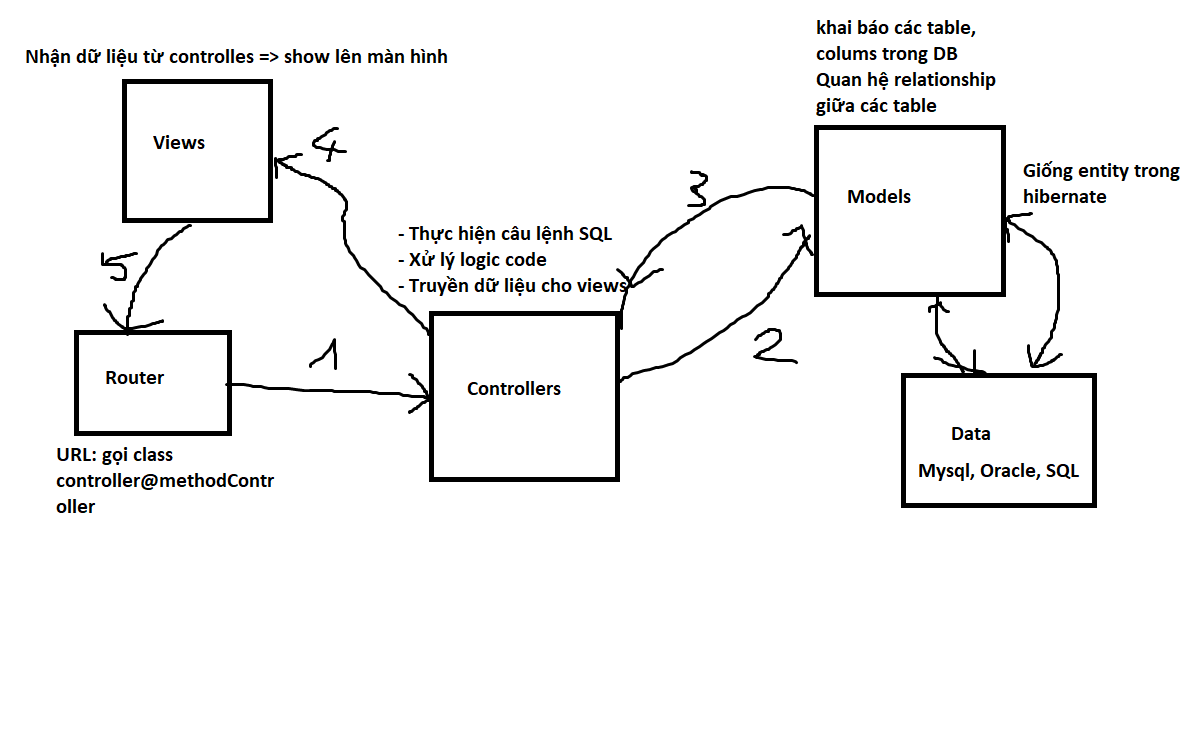 khai báo các table,
colums trong DB
Quan hệ relationship
giữa các table
Nhận dữ liệu từ controlles => show lên màn hình
Views
4
3
Models
Giống entity trong
hibernate
- Thực hiện câu lệnh SQL
- Xử lý logic code
- Truyền dữ liệu cho views
5
Router
1
2
Controllers
URL: gọi class
controller@methodContr
oller
Data
Mysql, Oracle, SQL